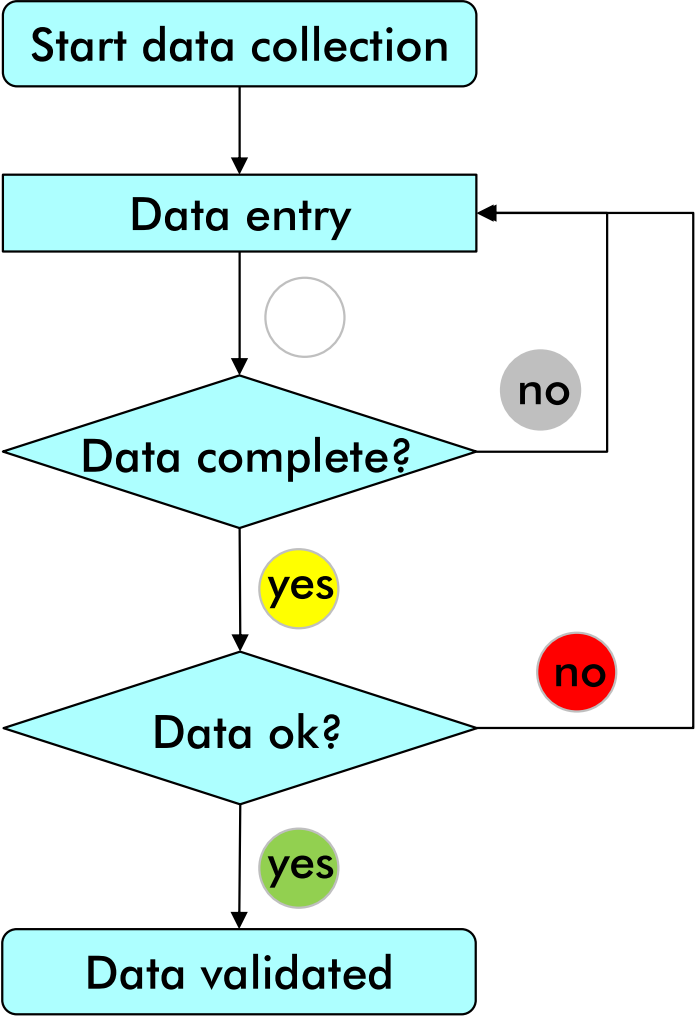 Start data collection
Data entry
no
Data complete?
yes
no
Data ok?
yes
Data validated